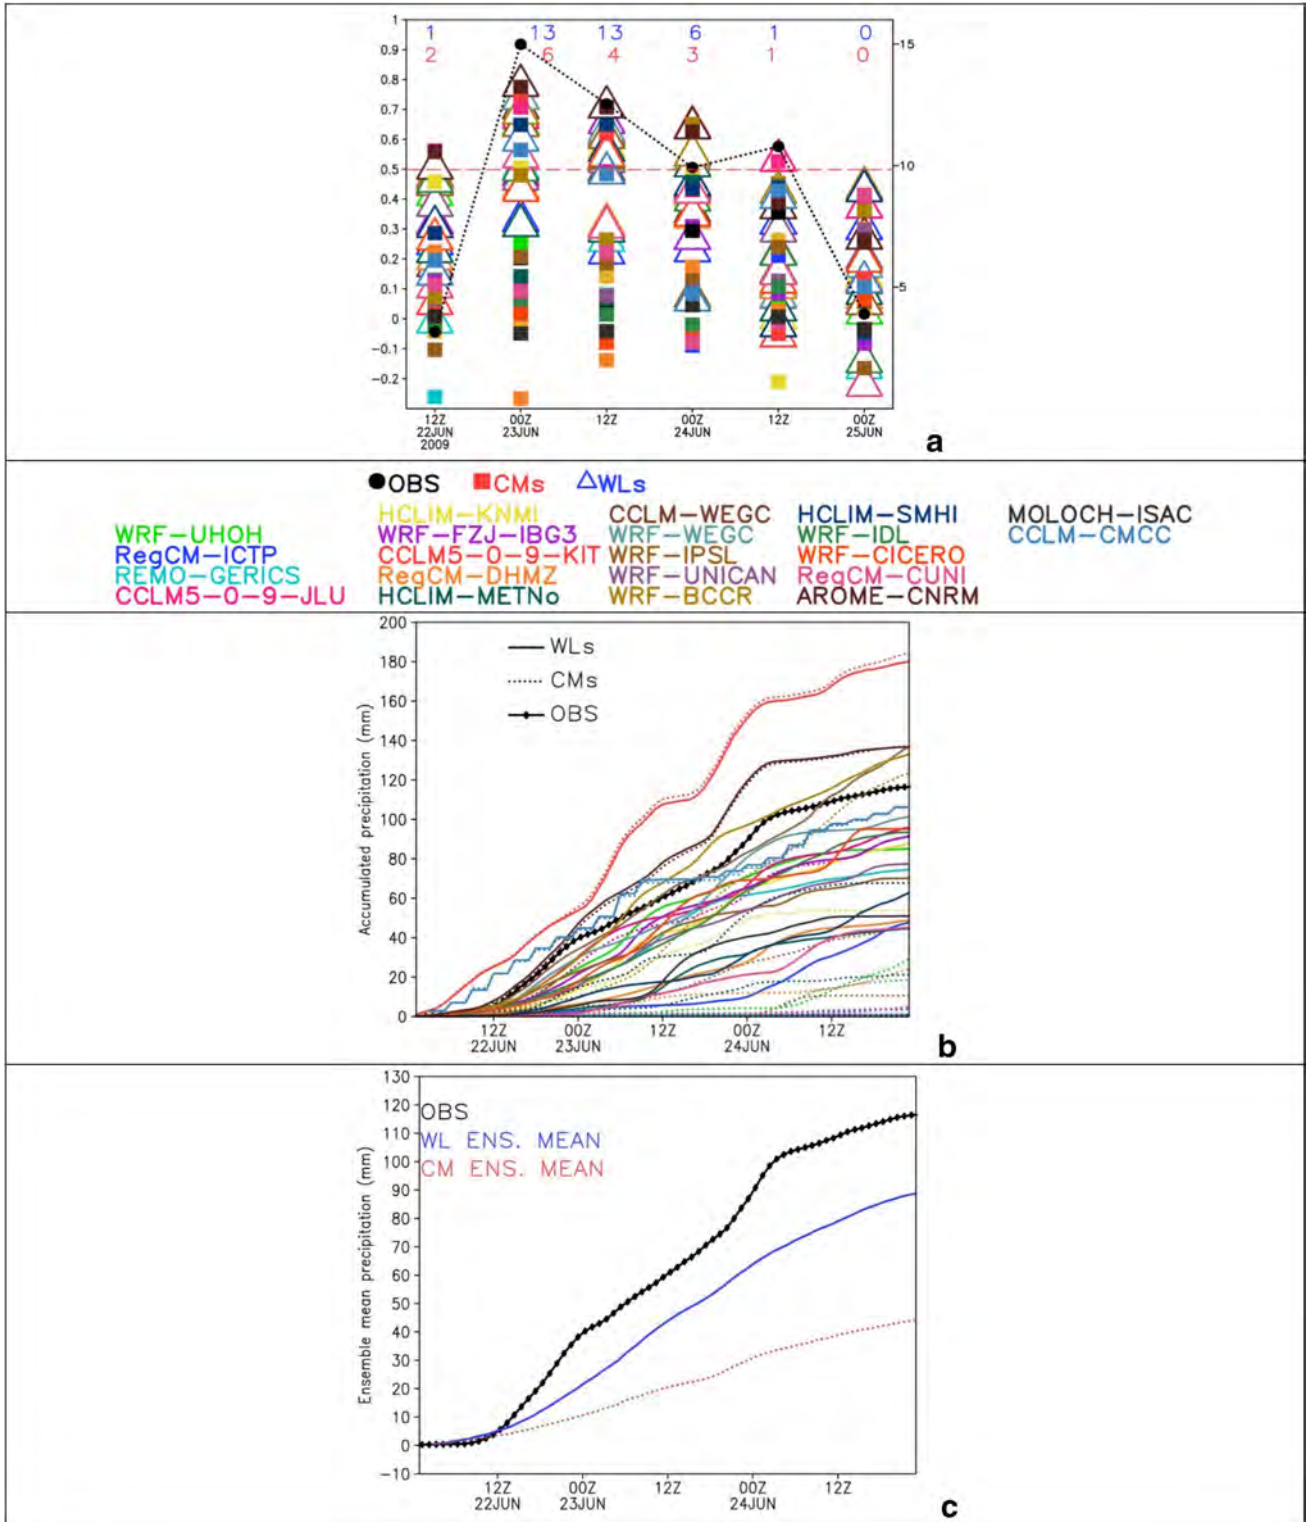 1 13 13 6 1 0
2 6 4 3 1 0
1
0.9
0.8
0.7
0.6
0.5
0.4
0.3
0.2
0.1
0
-0.1
-0.2
15
10
5
12Z 00Z 12Z 00Z 12Z 00Z
22JUN 23JUN 24JUN 25JUN
2009
a
OBS CMs WLs
HCLIM-KNMI CCLM-WEGC HCLIM-SMHI MOLOCH-ISAC
WRF-UHOH WRF-FZJ-IBG3 WRF-WEGC WRF-IDL CCLM-CMCC
RegCM-ICTP CCLM5-0-9-KIT WRF-IPSL WRF-CICERO
REMO-GERICS RegCM-DHMZ WRF-UNICAN RegCM-CUNI
CCLM5-0-9-JLU HCLIM-METNo WRF-BCCR AROME-CNRM
Accumulated precipitation (mm)
200
180
160
140
120
100
80
60
40
20
0
WLs
CMs
OBS
12Z 00Z 12Z 00Z 12Z
22JUN 23JUN 24JUN
b
Ensemble mean precipitation (mm)
130
120
110
100
90
80
70
60
50
40
30
20
10
0
-10
OBS
WL ENS. MEAN
CM ENS. MEAN
12Z 00Z 12Z 00Z 12Z
22JUN 23JUN 24JUN
c